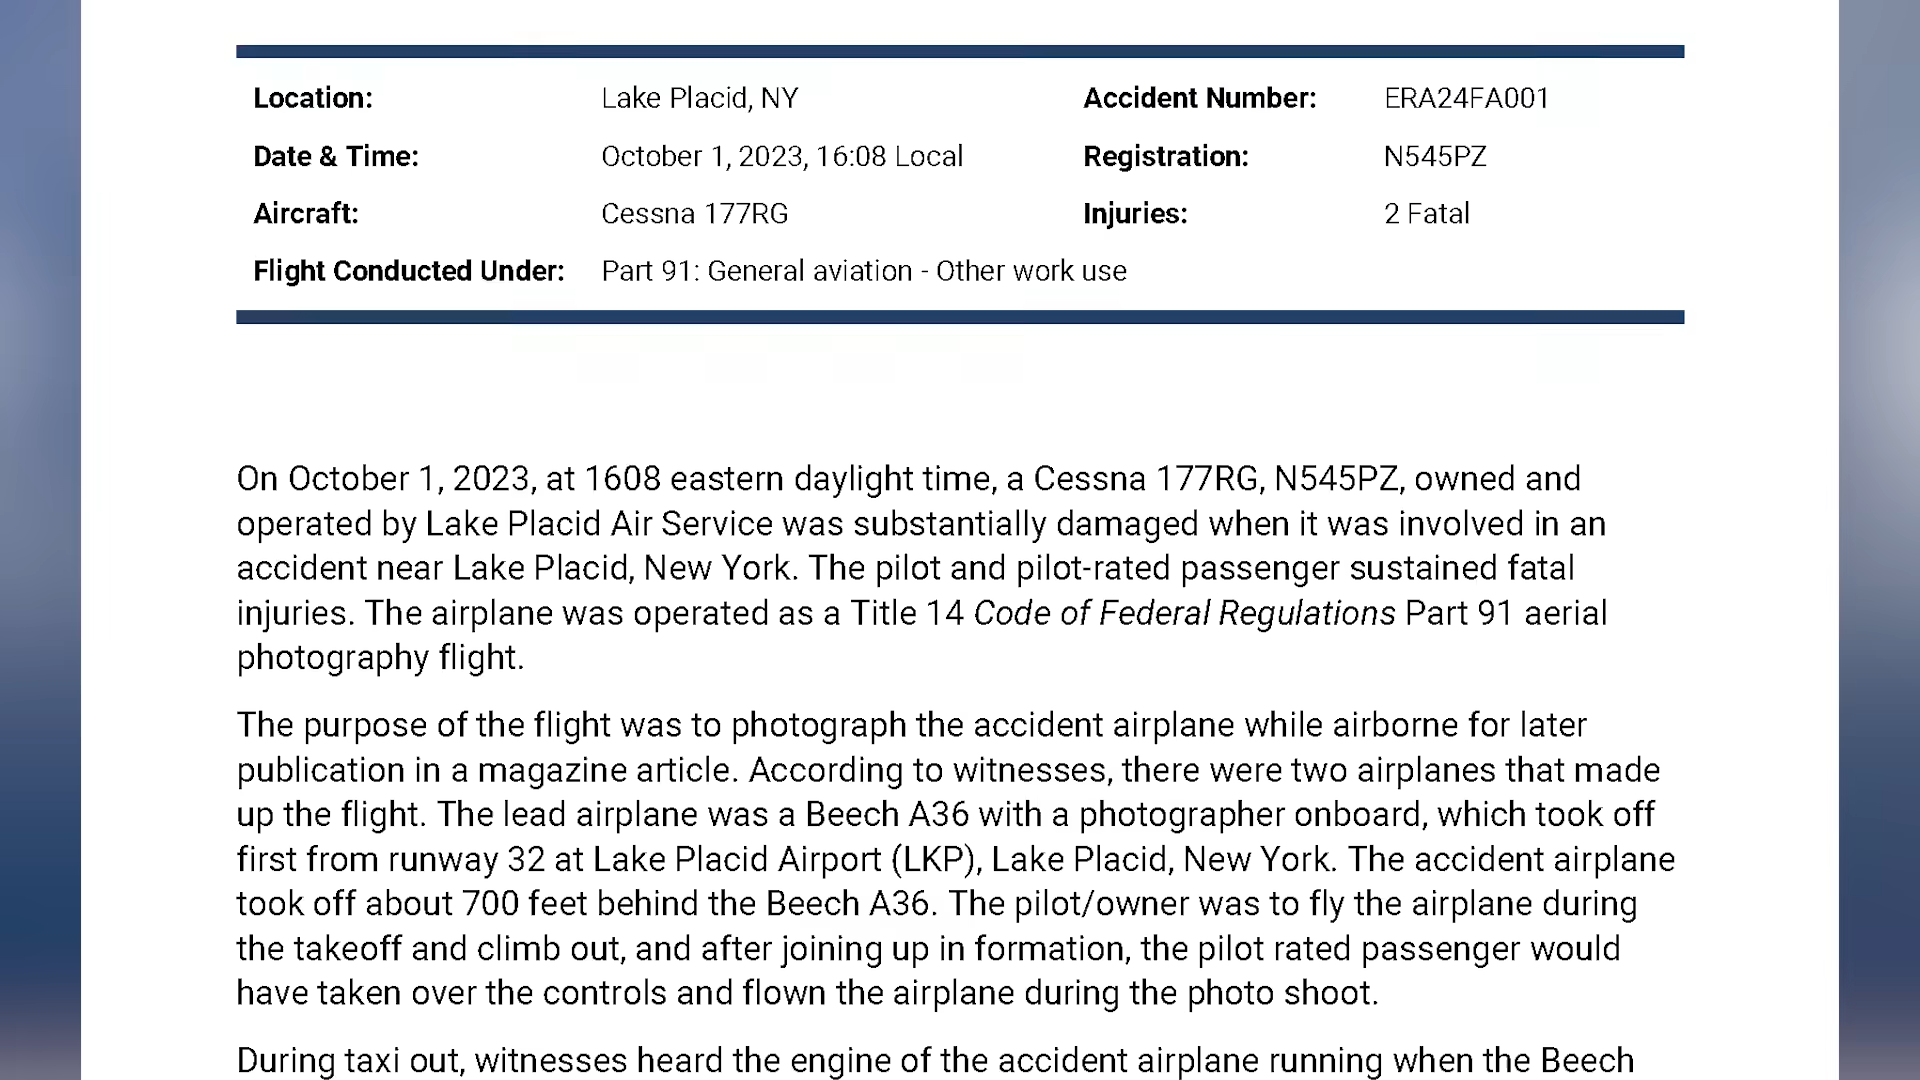 Location: Lake Placid, NY Accident Number: ERA24FA001
Date & Time: October 1, 2023, 16:08 Local Registration: N545PZ
Aircraft: Cessna 177RG Injuries: 2 Fatal
Flight Conducted Under: Part 91: General aviation - Other work use
On October 1, 2023, at 1608 eastern daylight time, a Cessna 177RG, N545PZ, owned and
operated by Lake Placid Air Service was substantially damaged when it was involved in an
accident near Lake Placid, New York. The pilot and pilot-rated passenger sustained fatal
injuries. The airplane was operated as a Title 14 Code of Federal Regulations Part 91 aerial
photography flight.
The purpose of the flight was to photograph the accident airplane while airborne for later
publication in a magazine article. According to witnesses, there were two airplanes that made
up the flight. The lead airplane was a Beech A36 with a photographer onboard, which took off
first from runway 32 at Lake Placid Airport (LKP), Lake Placid, New York. The accident airplane
took off about 700 feet behind the Beech A36. The pilot/owner was to fly the airplane during
the takeoff and climb out, and after joining up in formation, the pilot rated passenger would
have taken over the controls and flown the airplane during the photo shoot.
During taxi out, witnesses heard the engine of the accident airplane running when the Beech